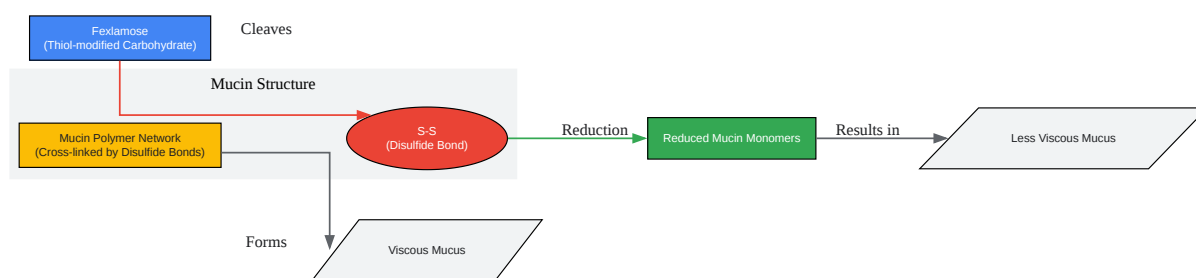 Fexlamose
(Thiol-modified Carbohydrate)
Cleaves
Mucin Structure
Mucin Polymer Network
(Cross-linked by Disulfide Bonds)
S-S
(Disulfide Bond)
Reduction
Reduced Mucin Monomers
Results in
Less Viscous Mucus
Forms
Viscous Mucus